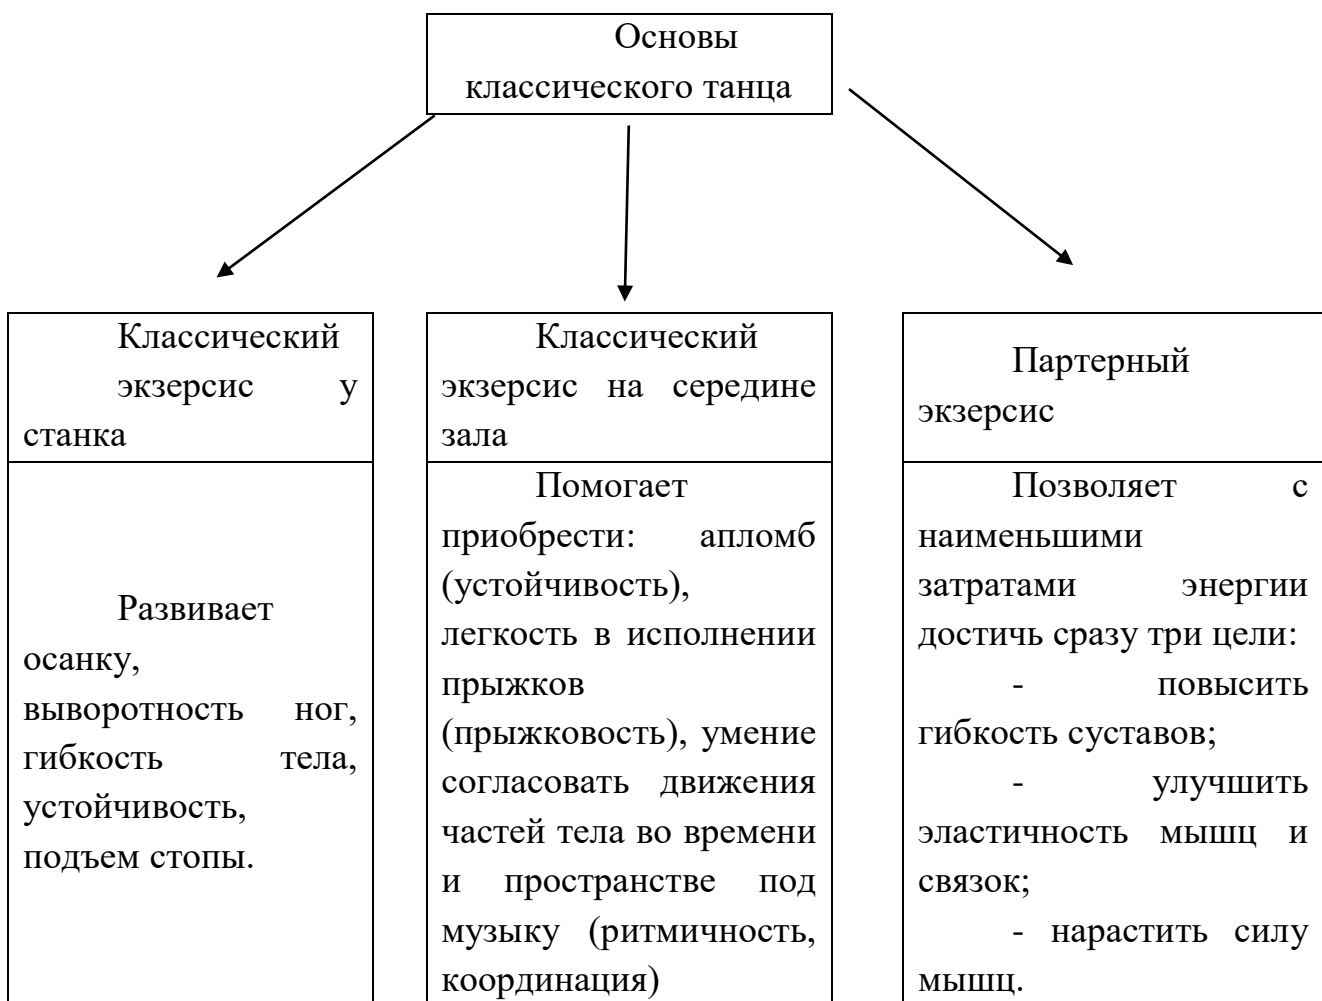 Основы
классического танца
Классический
экзерсис у
станка
Развивает
осанку,
выворотность ног,
гибкость тела,
устойчивость,
подъем стопы.
Классический
экзерсис на середине
зала
Помогает
приобрести: апломб
(устойчивость),
легкость в исполнении
прыжков
(прыжковость), умение
согласовать движения
частей тела во времени
и пространстве под
музыку (ритмичность,
координация)
Партерный
экзерсис
Позволяет с
наименьшими
затратами энергии
достичь сразу три цели:
- повысить
гибкость суставов;
- улучшить
эластичность мышц и
связок;
- нарастить силу
мышц.